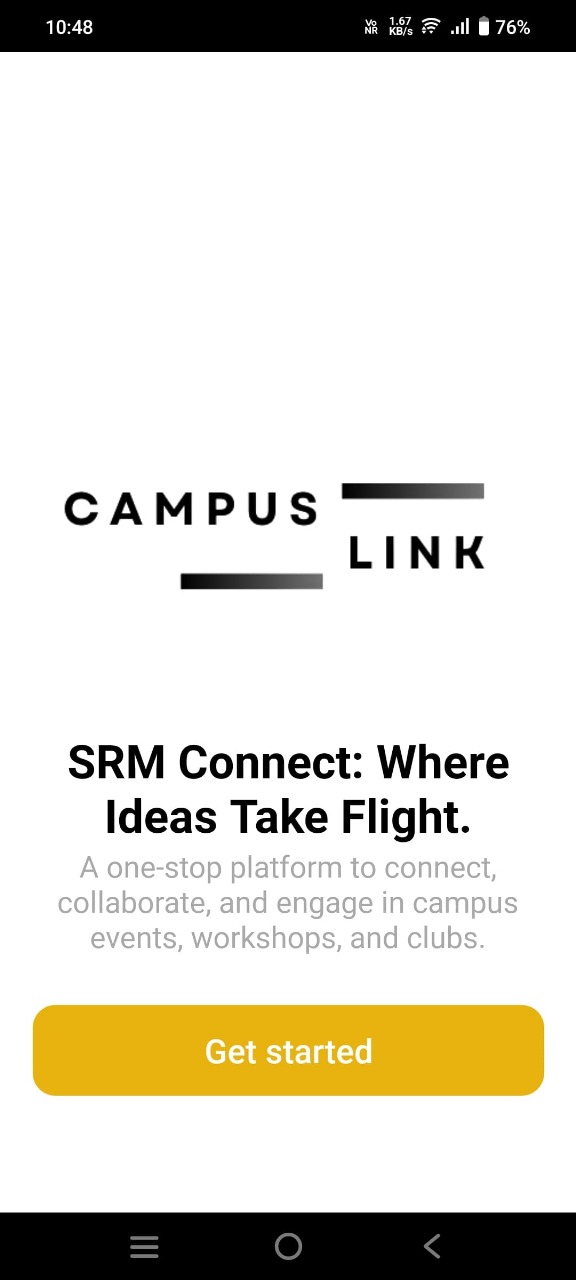 10:48
Vo
NR
1.67
KB/s
76%
CAMPUS
LINK
SRM Connect: Where
Ideas Take Flight.
A one-stop platform to connect,
collaborate, and engage in campus
events, workshops, and clubs.
Get started